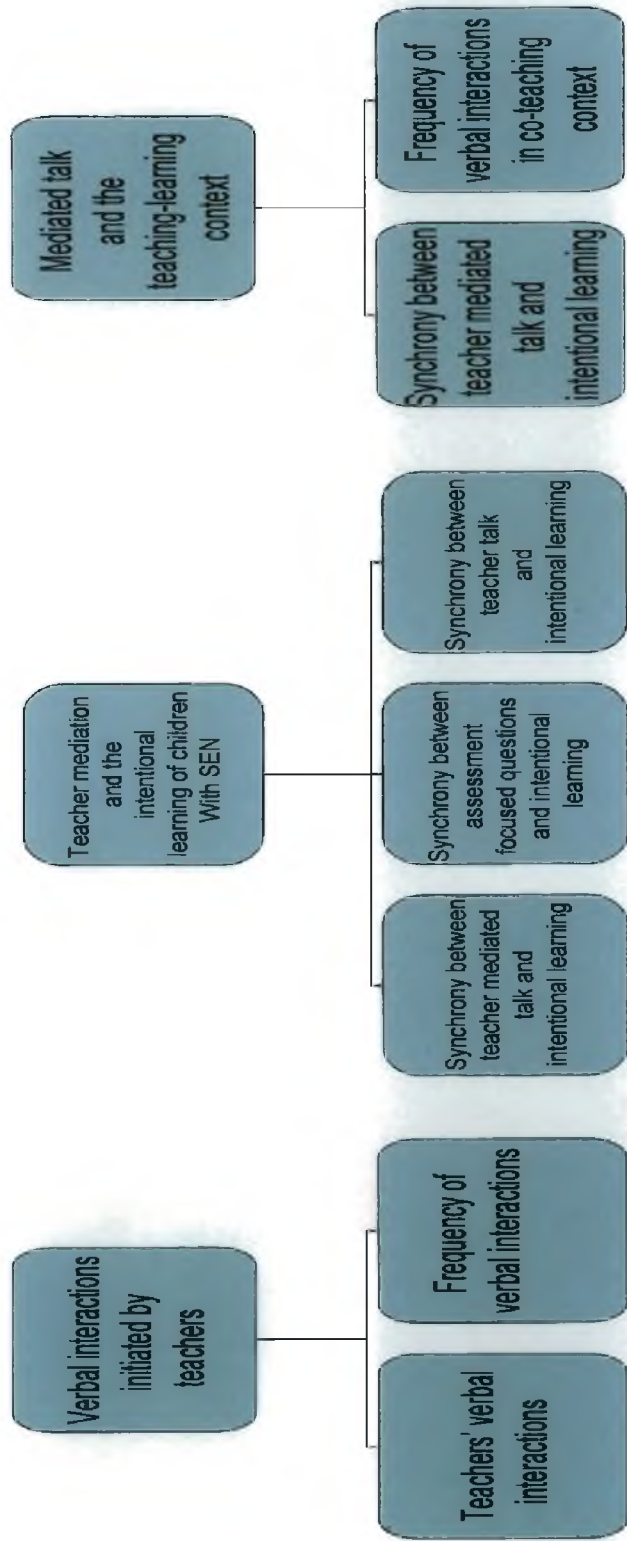 Verbal interactions
initiated by
teachers
Teachers' verbal
interactions
Frequency of
verbal interactions
Teacher mediation
and the
intentional
learning of children
With SEN
Synchrony between
teacher mediated
talk and
intentional learning
Synchrony between
assessment
focused questions
and intentional
learning
Synchrony between
teacher talk
and
intentional learning
Mediated talk
and the
teaching-learning
context
Synchrony between
teacher mediated
talk and
intentional learning
Frequency of
verbal interactions
in co-teaching
context